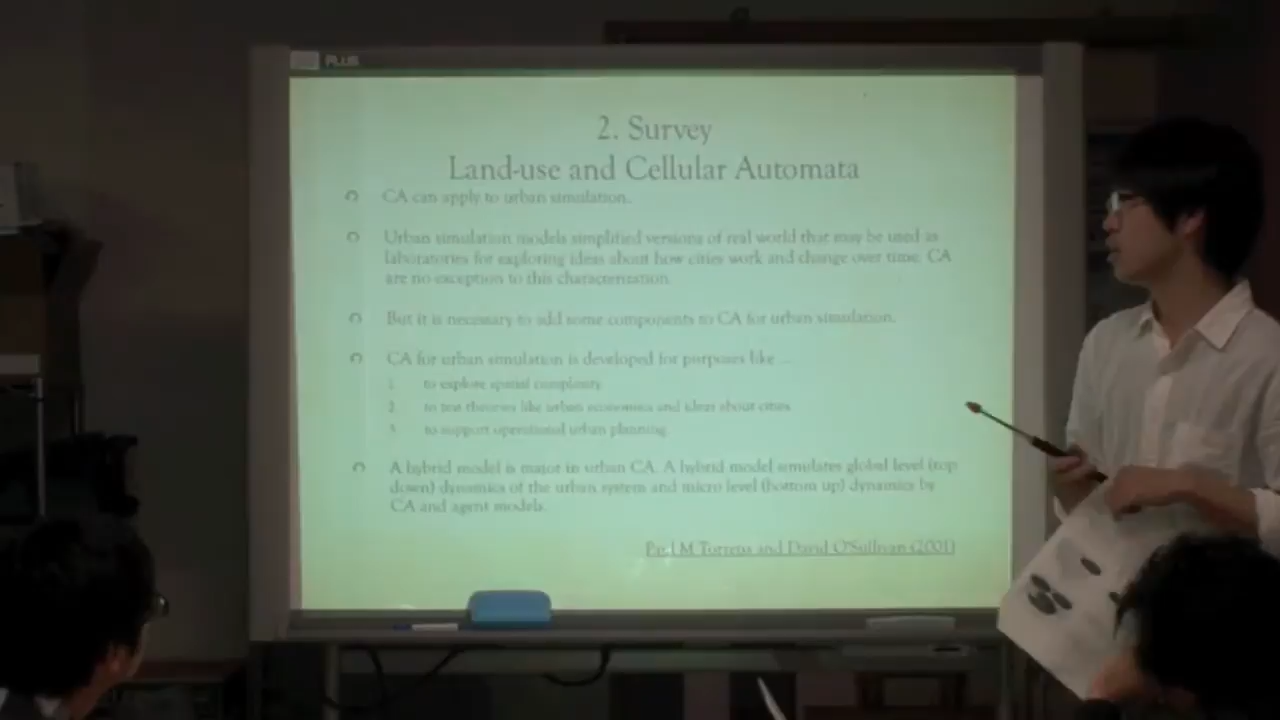 PLUS
2. Survey
Land-use and Cellular Automata
CA can apply to urban simulation.
Urban simulation models simplified versions of real world that may be used as
laboratories for exploring ideas about how cities work and change over time. CA
are no exception to this characterization.
But it is necessary to add some components to CA for urban simulation.
CA for urban simulation is developed for purposes like ...
1. to explore spatial complexity
2. to test theories like urban economics and ideas about cities
3. to support operational urban planning
A hybrid model is major in urban CA. A hybrid model simulates global level (top
down) dynamics of the urban system and micro level (bottom up) dynamics by
CA and agent models.
M Torrens and David O'Sullivan (2001)